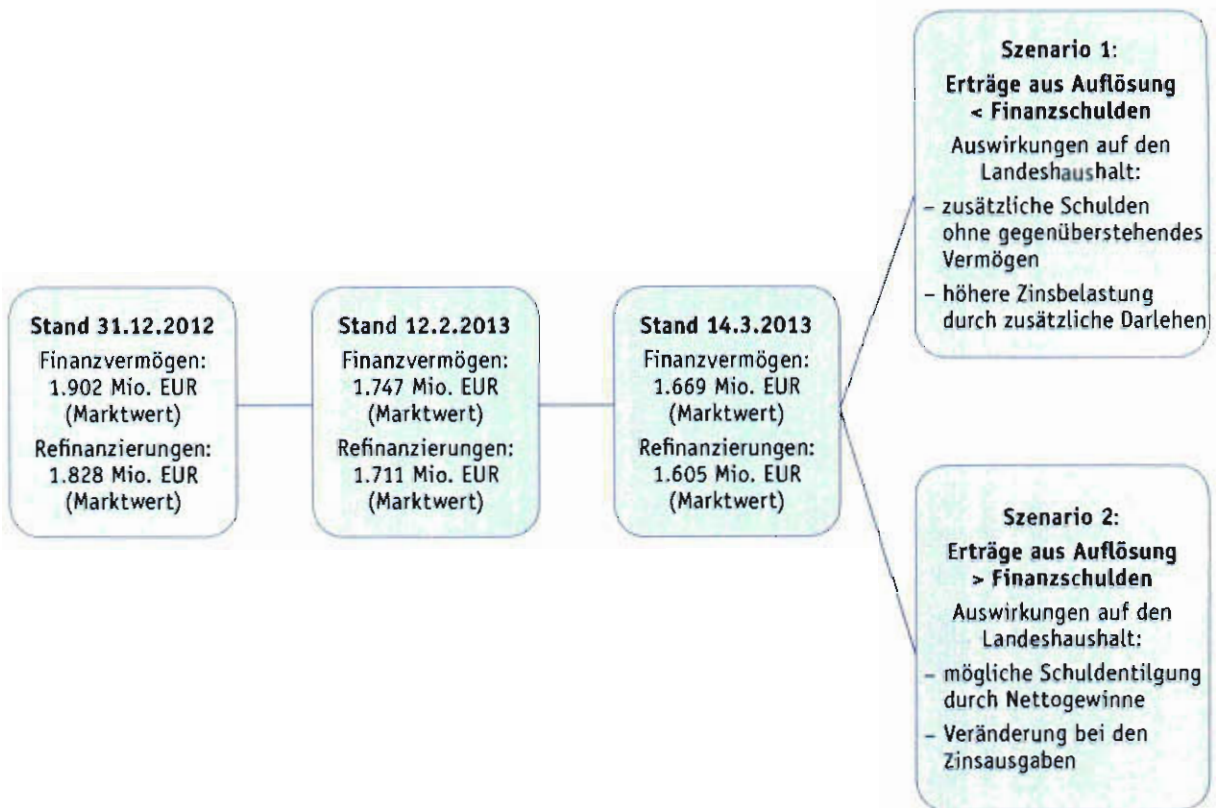 Stand 31.12.2012
Finanzvermögen:
1.902 Mio. EUR
(Marktwert)
Refinanzierungen:
1.828 Mio. EUR
(Marktwert)
Stand 12.2.2013
Finanzvermögen:
1.747 Mio. EUR
(Marktwert)
Refinanzierungen:
1.711 Mio. EUR
(Marktwert)
Stand 14.3.2013
Finanzvermögen:
1.669 Mio. EUR
(Marktwert)
Refinanzierungen:
1.605 Mio. EUR
(Marktwert)
Szenario 1:
Erträge aus Auflösung
< Finanzschulden
Auswirkungen auf den
Landeshaushalt:
– zusätzliche Schulden
ohne gegenüberstehendes
Vermögen
– höhere Zinsbelastung
durch zusätzliche Darlehen
Szenario 2:
Erträge aus Auflösung
> Finanzschulden
Auswirkungen auf den
Landeshaushalt:
– mögliche Schuldentilgung
durch Nettogewinne
– Veränderung bei den
Zinsausgaben